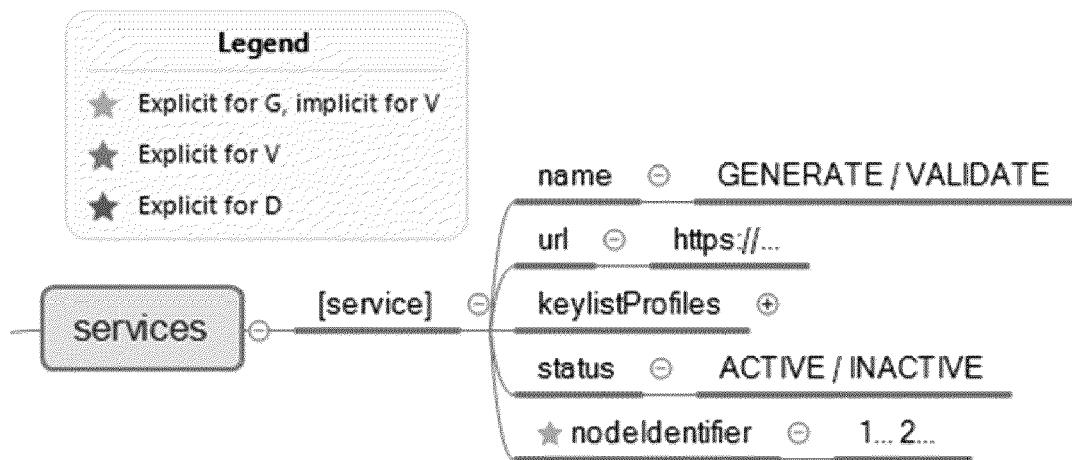 Legend
Explicit for G, implicit for V
Explicit for V
Explicit for D
name GENERATE / VALIDATE
url https://...
services [service] keylistProfiles
status ACTIVE / INACTIVE
nodeIdentifier 1... 2...